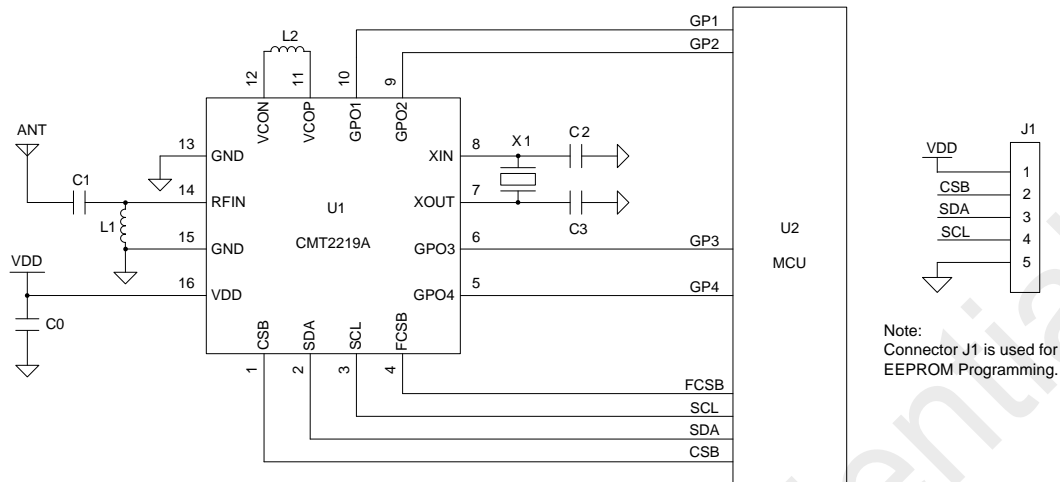 GP1
GP2
L2
12
11
10
9
VCON
VCOP
GPO1
GPO2
ANT
13
GND
XIN
8
X1
C2
C1
14
RFIN
XOUT
7
L1
U1
C3
CMT2219A
15
GND
GPO3
6
GP3
VDD
16
VDD
GPO4
5
GP4
C0
CSB
SDA
SCL
FCSB
1
2
3
4
FCSB
SCL
SDA
CSB
U2
MCU
J1
VDD
1
CSB
2
SDA
3
SCL
4
5
Note:
Connector J1 is used for
EEPROM Programming.